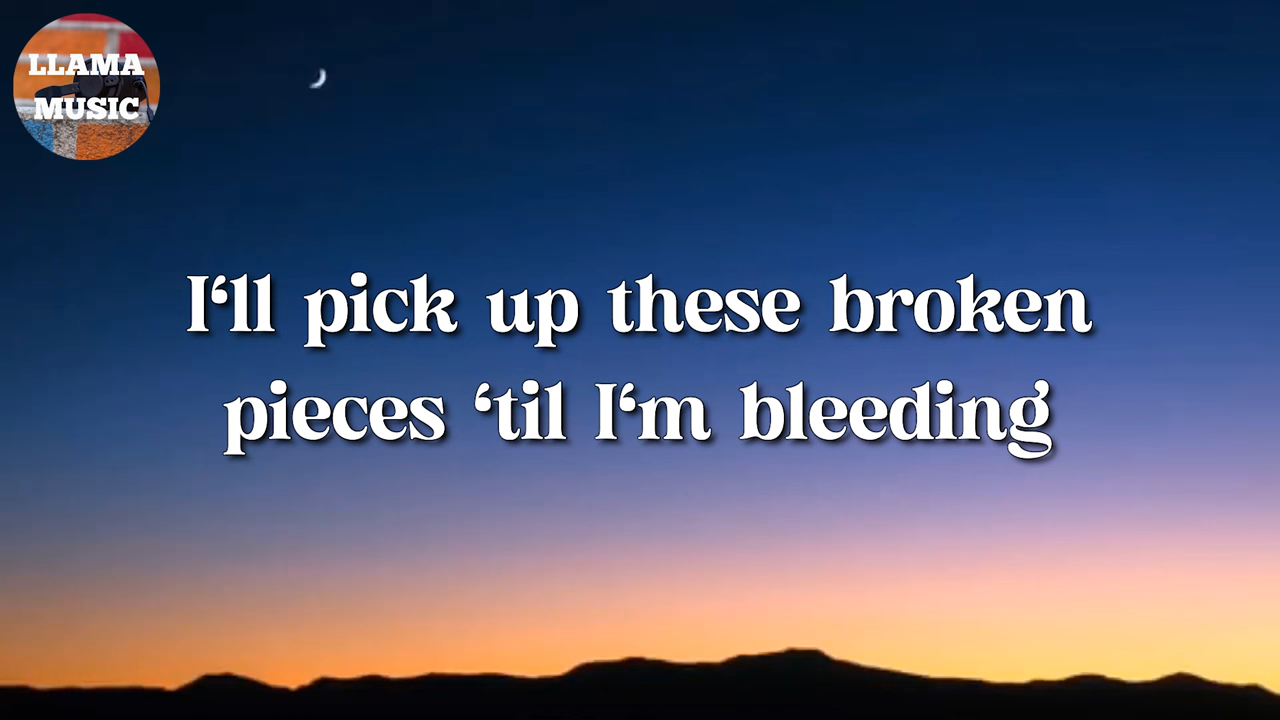 LLAMA
MUSIC
I‘ll pick up these broken
pieces ‘til I‘m bleeding